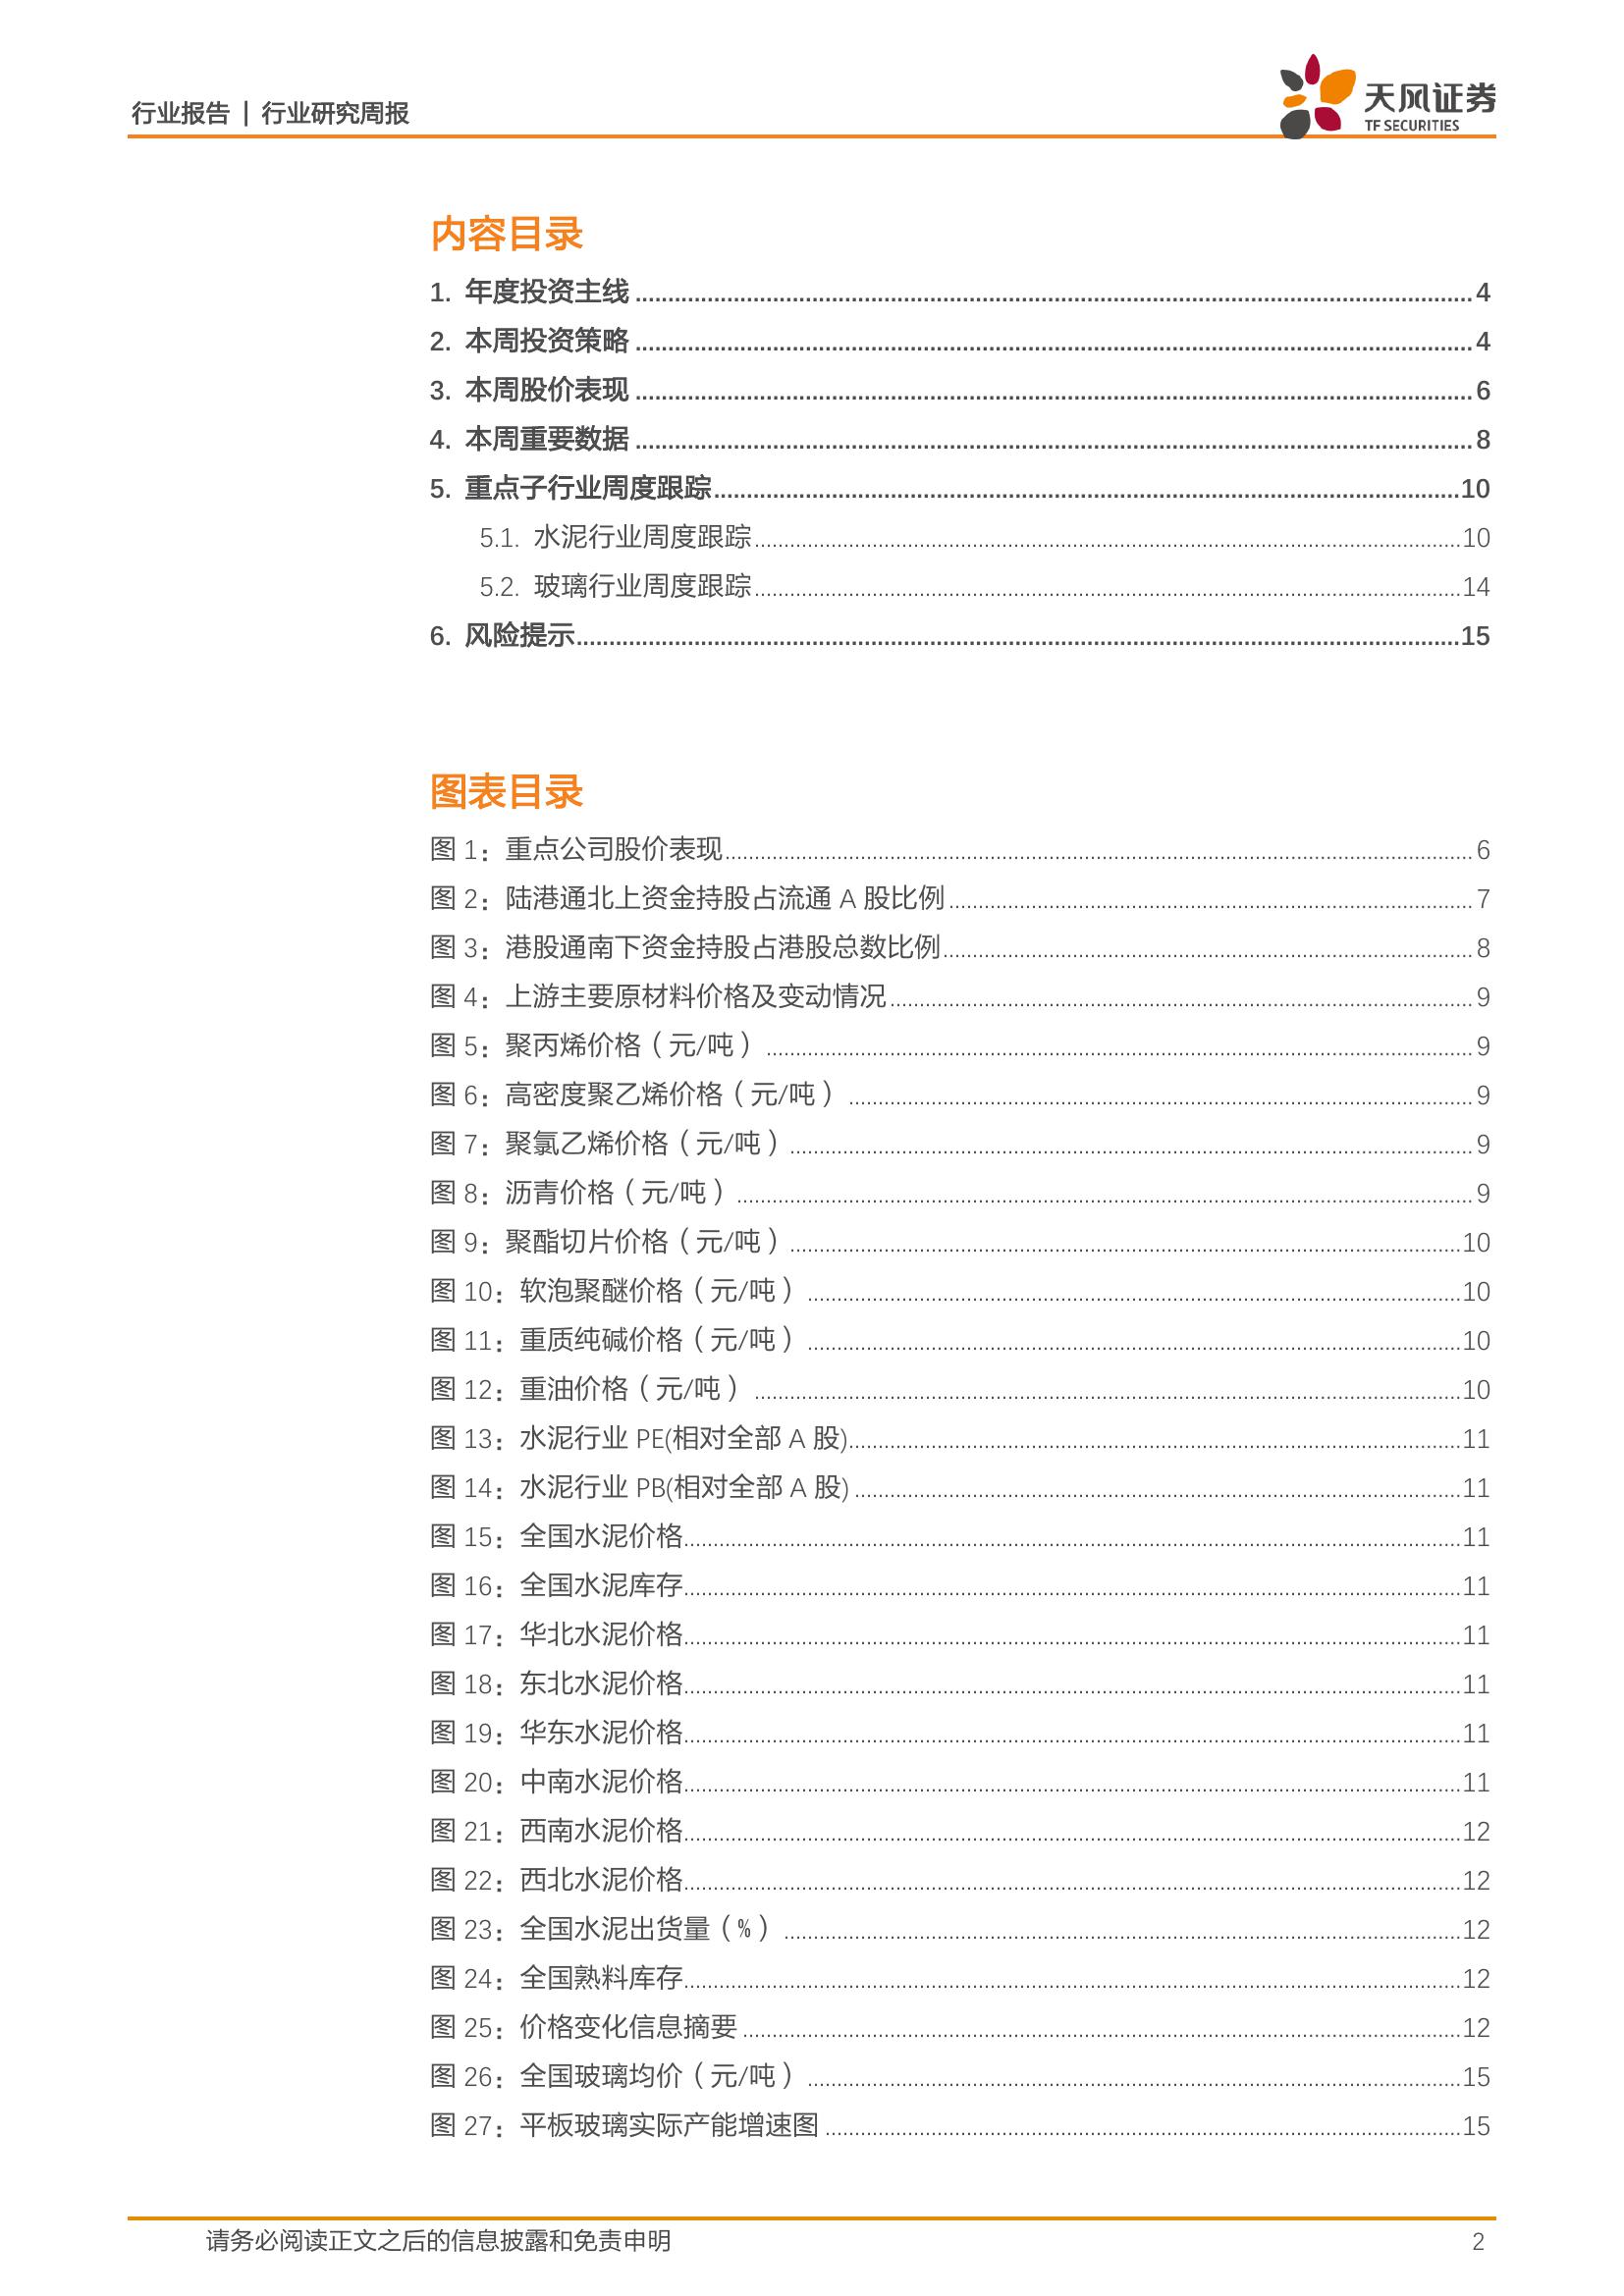 行业报告 | 行业研究周报
天风证券
TF SECURITIES
内容目录
1. 年度投资主线 4
2. 本周投资策略 4
3. 本周股价表现 6
4. 本周重要数据 8
5. 重点子行业周度跟踪 10
5.1. 水泥行业周度跟踪 10
5.2. 玻璃行业周度跟踪 14
6. 风险提示 15
图表目录
图 1：重点公司股价表现 6
图 2：陆港通北上资金持股占流通 A 股比例 7
图 3：港股通南下资金持股占港股总数比例 8
图 4：上游主要原材料价格及变动情况 9
图 5：聚丙烯价格（元/吨） 9
图 6：高密度聚乙烯价格（元/吨） 9
图 7：聚氯乙烯价格（元/吨） 9
图 8：沥青价格（元/吨） 9
图 9：聚酯切片价格（元/吨） 10
图 10：软泡聚醚价格（元/吨） 10
图 11：重质纯碱价格（元/吨） 10
图 12：重油价格（元/吨） 10
图 13：水泥行业 PE(相对全部 A 股) 11
图 14：水泥行业 PB(相对全部 A 股) 11
图 15：全国水泥价格 11
图 16：全国水泥库存 11
图 17：华北水泥价格 11
图 18：东北水泥价格 11
图 19：华东水泥价格 11
图 20：中南水泥价格 11
图 21：西南水泥价格 12
图 22：西北水泥价格 12
图 23：全国水泥出货量（%） 12
图 24：全国熟料库存 12
图 25：价格变化信息摘要 12
图 26：全国玻璃均价（元/吨） 15
图 27：平板玻璃实际产能增速图 15
请务必阅读正文之后的信息披露和免责申明 2